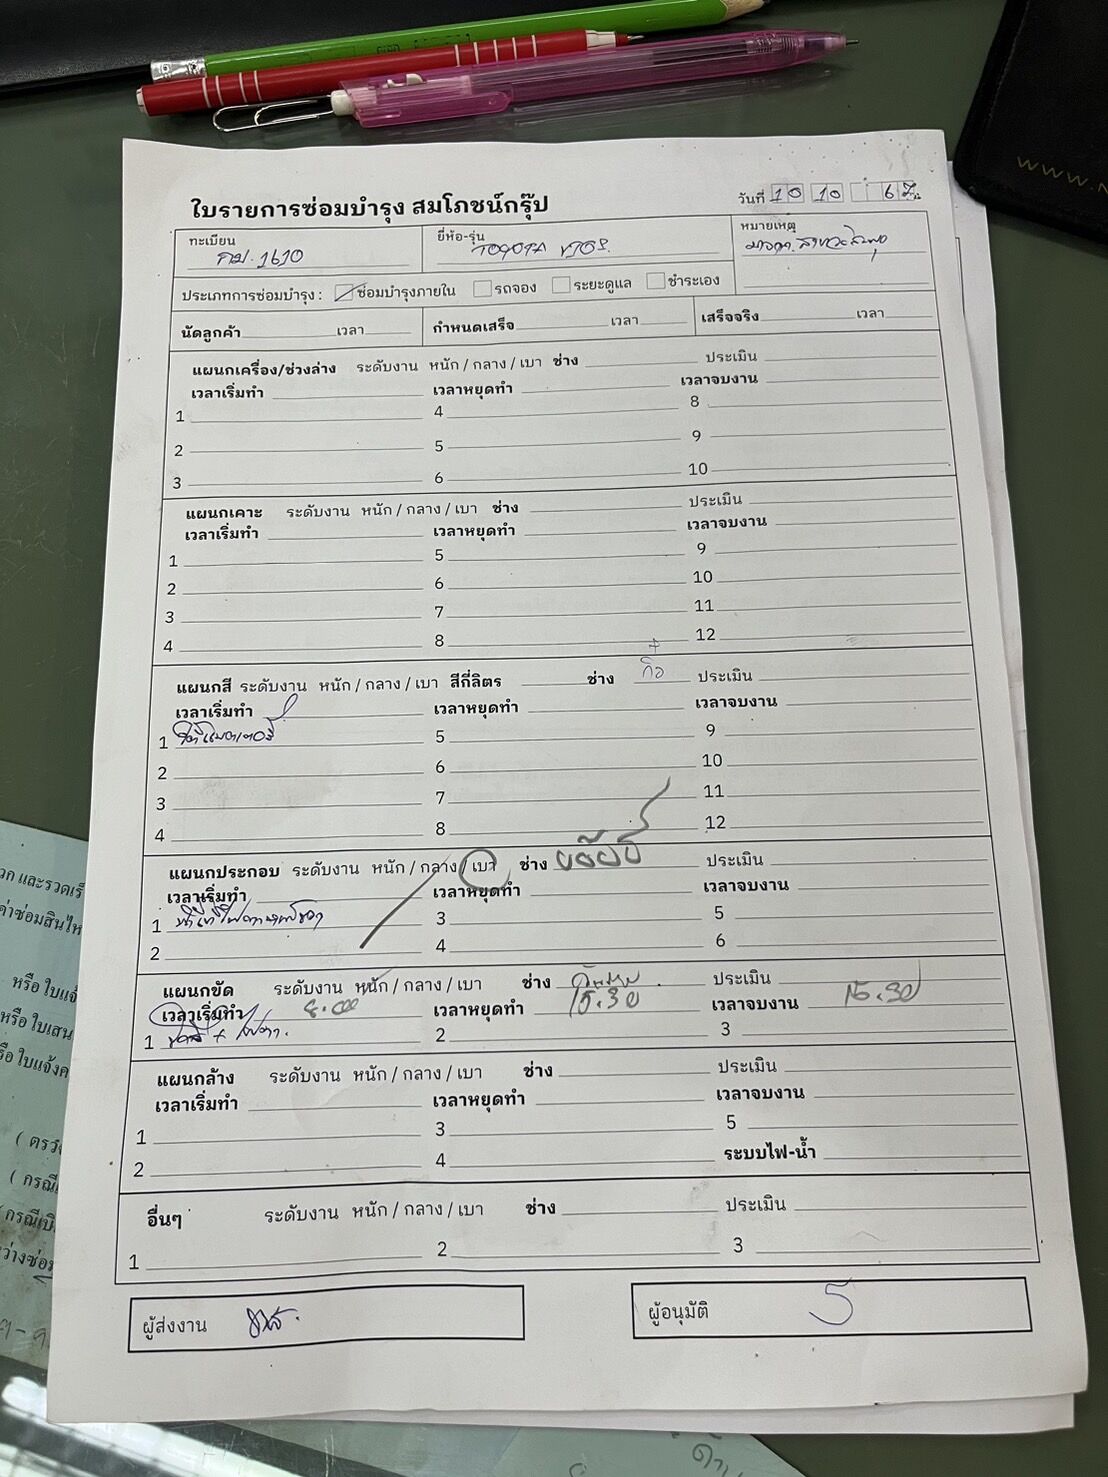 ใบรายการซ่อมบำรุง สมโภชน์กรุ๊ป
วันที่ 10 10 67
ทะเบียน กม.1610
ยี่ห้อ-รุ่น TOYOTA VIOS.
หมายเหตุ
ประเภทการซ่อมบำรุง : ซ่อมบำรุงภายใน รถจอง ระยะดูแล ชำระเอง
นัดลูกค้า เวลา กำหนดเสร็จ เวลา เสร็จจริง เวลา
แผนกเครื่อง/ช่วงล่าง ระดับงาน หนัก / กลาง / เบา ช่าง ประเมิน
เวลาเริ่มทำ เวลาหยุดทำ เวลาจบงาน
1 4 8
2 5 9
3 6 10
แผนกเคาะ ระดับงาน หนัก / กลาง / เบา ช่าง ประเมิน
เวลาเริ่มทำ เวลาหยุดทำ เวลาจบงาน
1 5 9
2 6 10
3 7 11
4 8 12
แผนกสี ระดับงาน หนัก / กลาง / เบา สีกี่ลิตร ช่าง กิ๊ง ประเมิน
เวลาเริ่มทำ เวลาหยุดทำ เวลาจบงาน
1 5 9
2 6 10
3 7 11
4 8 12
แผนกประกอบ ระดับงาน หนัก / กลาง / เบา ช่าง ประเมิน
เวลาเริ่มทำ เวลาหยุดทำ เวลาจบงาน
1 3 5
2 4 6
แผนกขัด ระดับงาน หนัก / กลาง / เบา ช่าง ประเมิน
เวลาเริ่มทำ 8.00 เวลาหยุดทำ 15.30 เวลาจบงาน 15.30
1 2 3
แผนกล้าง ระดับงาน หนัก / กลาง / เบา ช่าง ประเมิน
เวลาเริ่มทำ เวลาหยุดทำ เวลาจบงาน
1 3 5
2 4 ระบบไฟ-น้ำ
อื่นๆ ระดับงาน หนัก / กลาง / เบา ช่าง ประเมิน
1 2 3
ผู้ส่งงาน
ผู้อนุมัติ